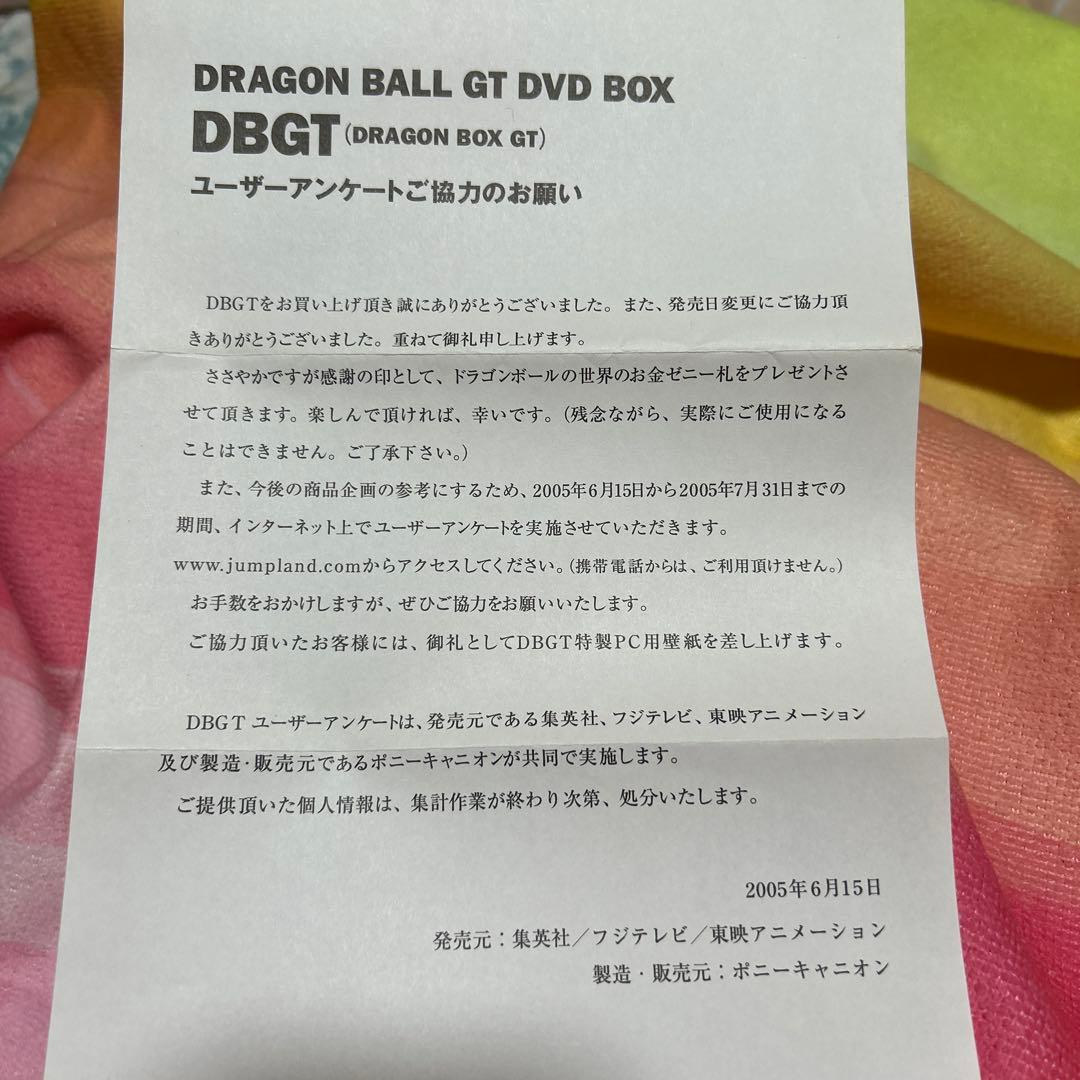 DRAGON BALL GT DVD BOX
DBGT(DRAGON BOX GT)
ユーザーアンケートご協力のお願い
DBGTをお買い上げ頂き誠にありがとうございました。また、発売日変更にご協力頂
きありがとうございました。重ねて御礼申し上げます。
ささやかですが感謝の印として、ドラゴンボールの世界のお金ゼニー札をプレゼントさ
せて頂きます。楽しんで頂ければ、幸いです。(残念ながら、実際にご使用になる
ことはできません。ご了承下さい。)
また、今後の商品企画の参考にするため、2005年6月15日から2005年7月31日までの
期間、インターネット上でユーザーアンケートを実施させていただきます。
www.jumpland.comからアクセスしてください。(携帯電話からは、ご利用頂けません。)
お手数をおかけしますが、ぜひご協力をお願いいたします。
ご協力頂いたお客様には、御礼としてDBGT特製PC用壁紙を差し上げます。
DBGT ユーザーアンケートは、発売元である集英社、フジテレビ、東映アニメーション
及び製造・販売元であるポニーキャニオンが共同で実施します。
ご提供頂いた個人情報は、集計作業が終わり次第、処分いたします。
2005年6月15日
発売元:集英社/フジテレビ/東映アニメーション
製造・販売元:ポニーキャニオン